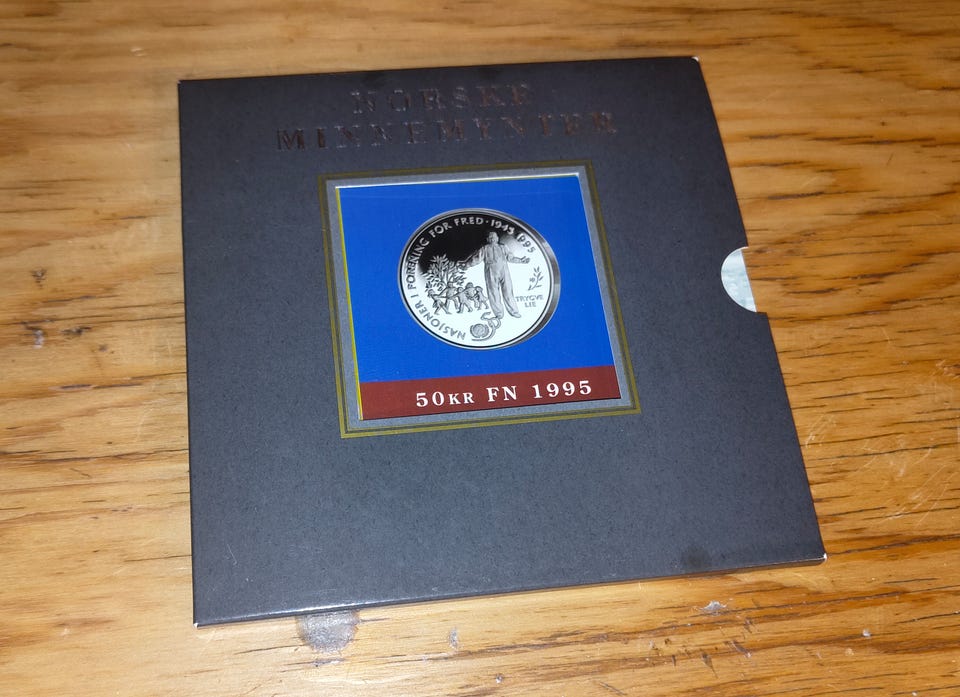 NORSKE
MINNEMYNTER
NASJONER I FORENING FOR FRED · 1945 1995
TRYGVE
LIE
50KR FN 1995